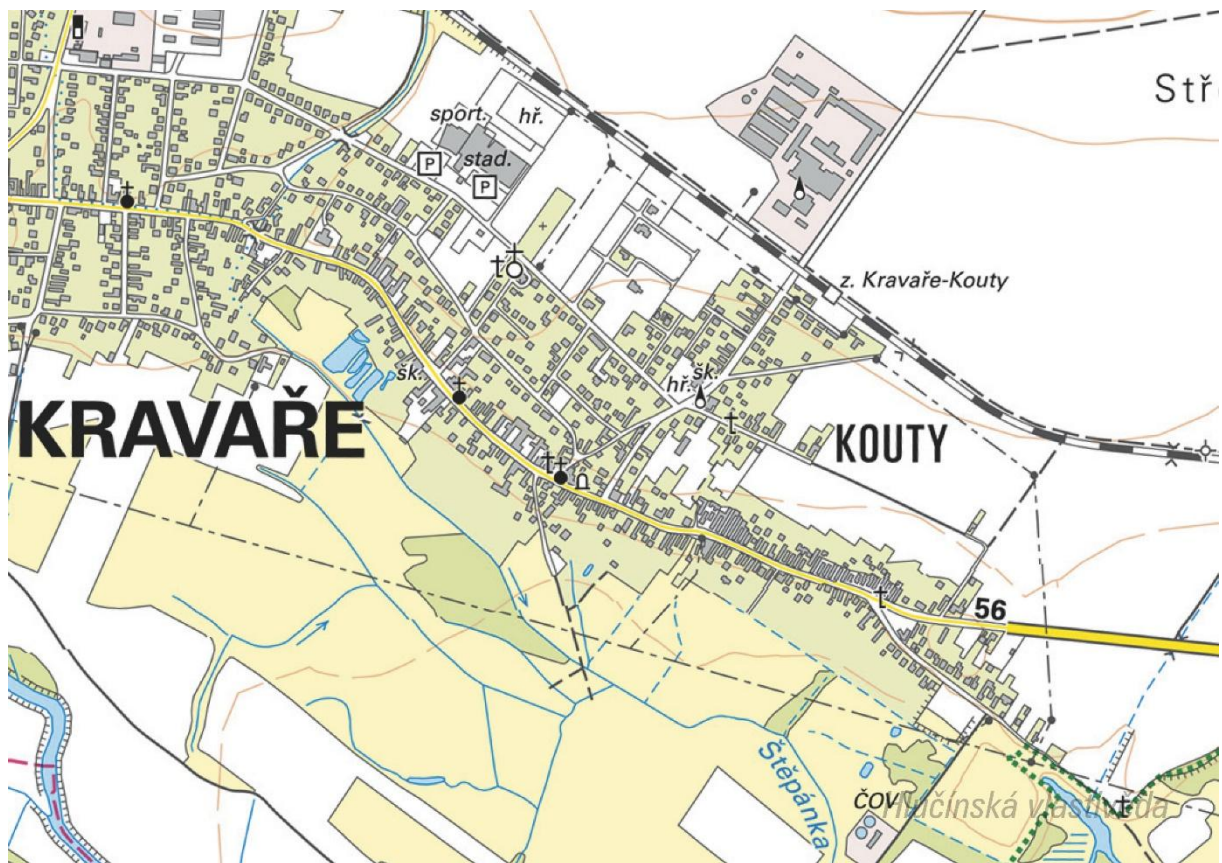 Stř
sport.
hř.
P
stad.
P
z. Kravaře-Kouty
šk.
šk.
hř.
KRAVAŘE
KOUTY
56
Štěpánka
ČOV
Hlučínská vlastivěda